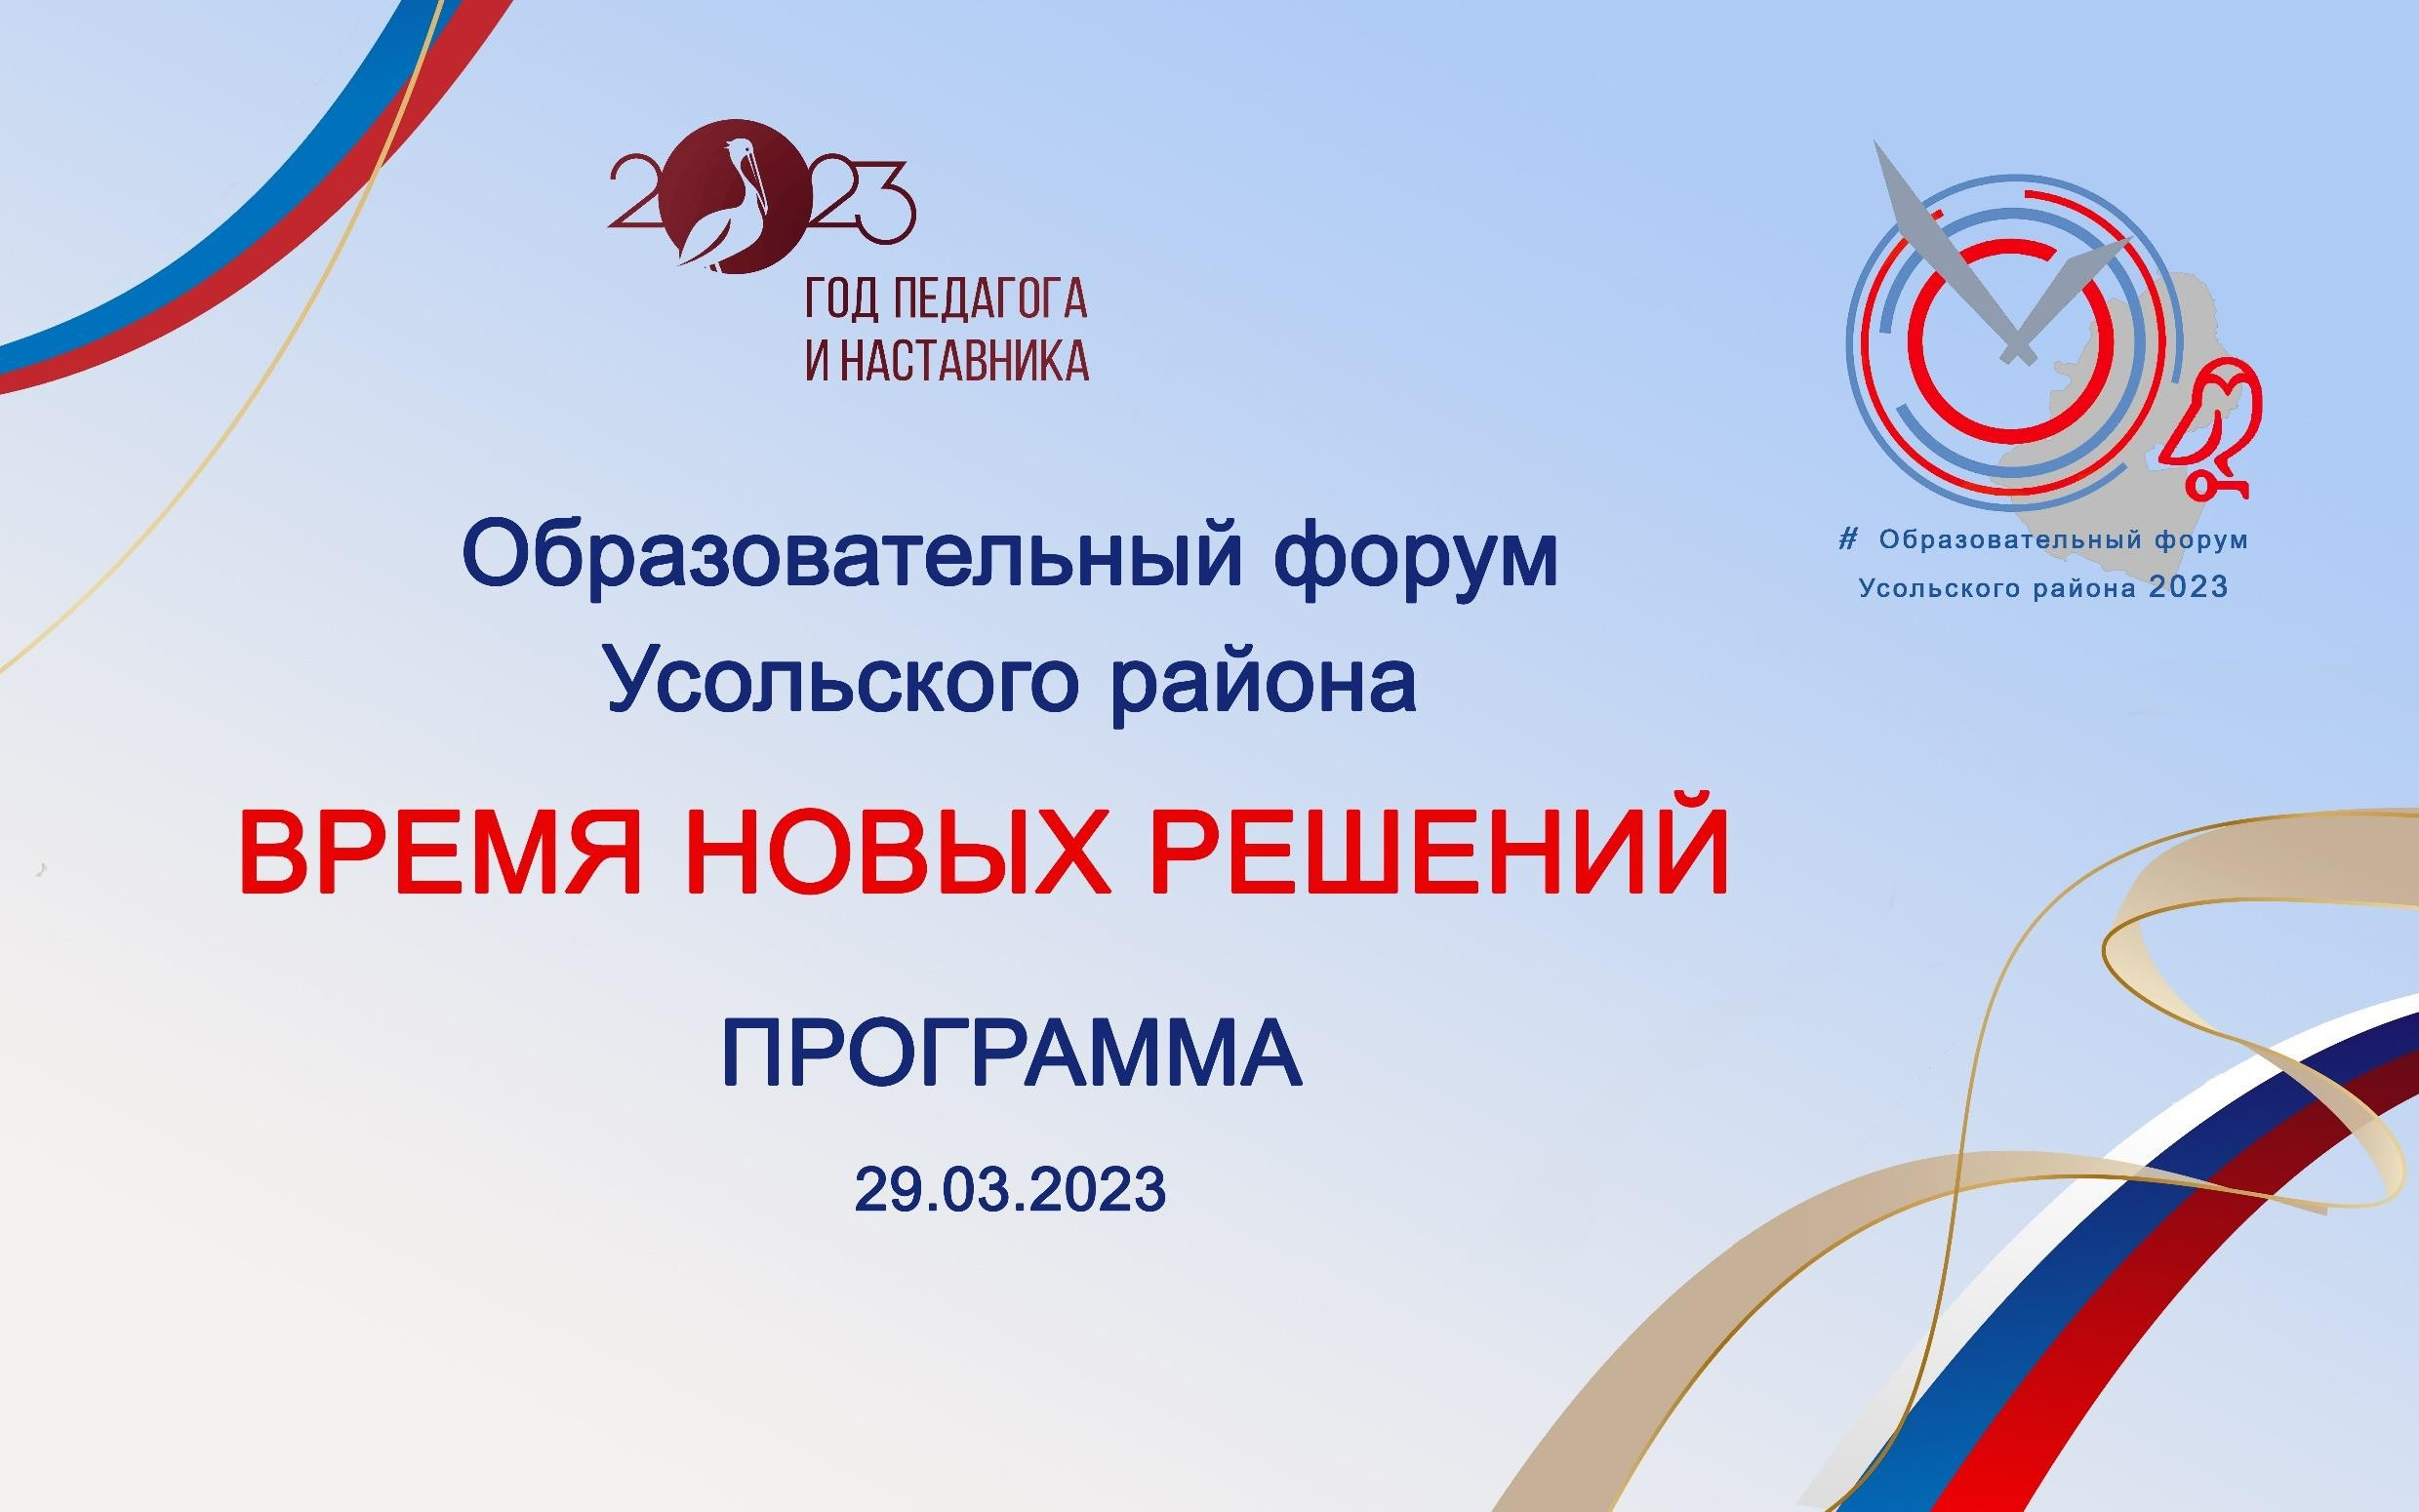 2023
ГОД ПЕДАГОГА
И НАСТАВНИКА
# Образовательный форум
Усольского района 2023
Образовательный форум
Усольского района
ВРЕМЯ НОВЫХ РЕШЕНИЙ
ПРОГРАММА
29.03.2023